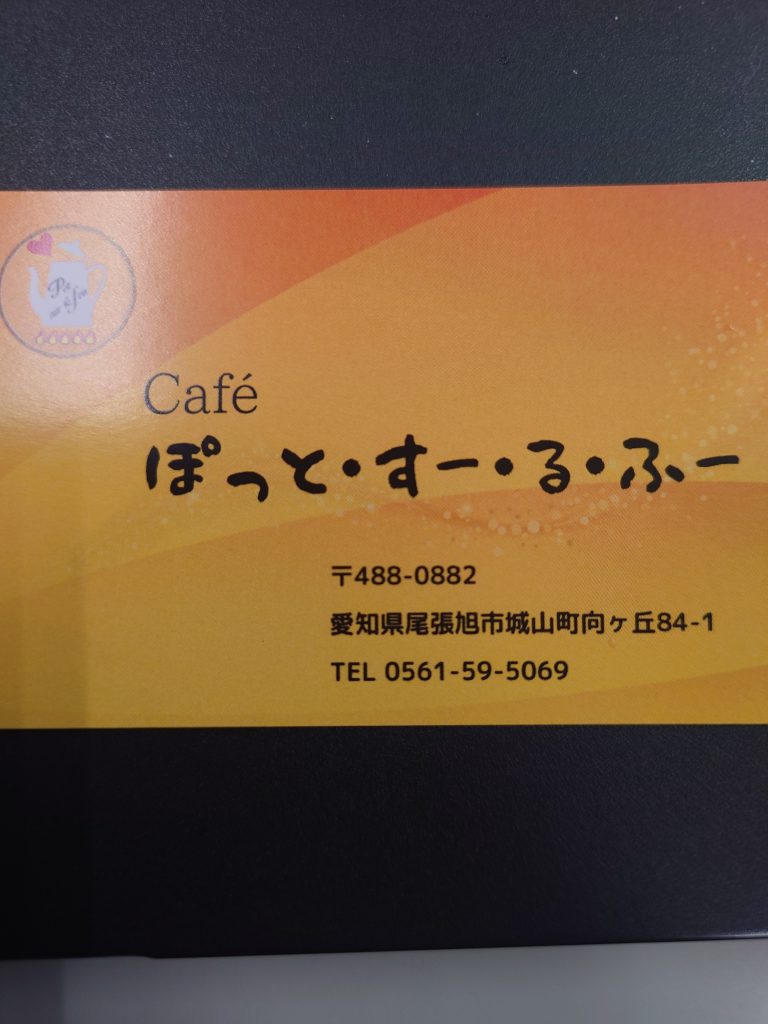 Café
ぽっと・すー・る・ふー
〒488-0882
愛知県尾張旭市城山町向ヶ丘84-1
TEL 0561-59-5069